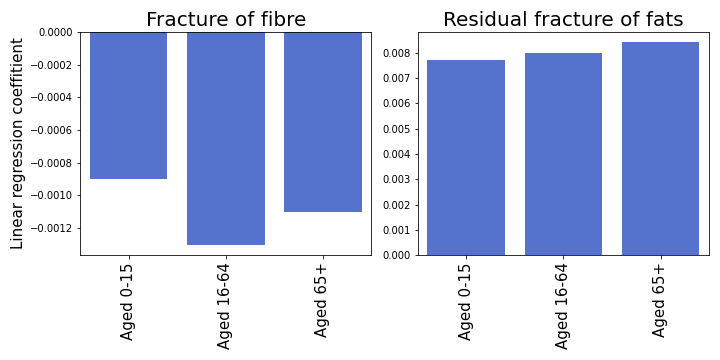 Fracture of fibre
Residual fracture of fats
Linear regression coeffitient
0.0000
−0.0002
−0.0004
−0.0006
−0.0008
−0.0010
−0.0012
Aged 0-15
Aged 16-64
Aged 65+
0.008
0.007
0.006
0.005
0.004
0.003
0.002
0.001
0.000
Aged 0-15
Aged 16-64
Aged 65+